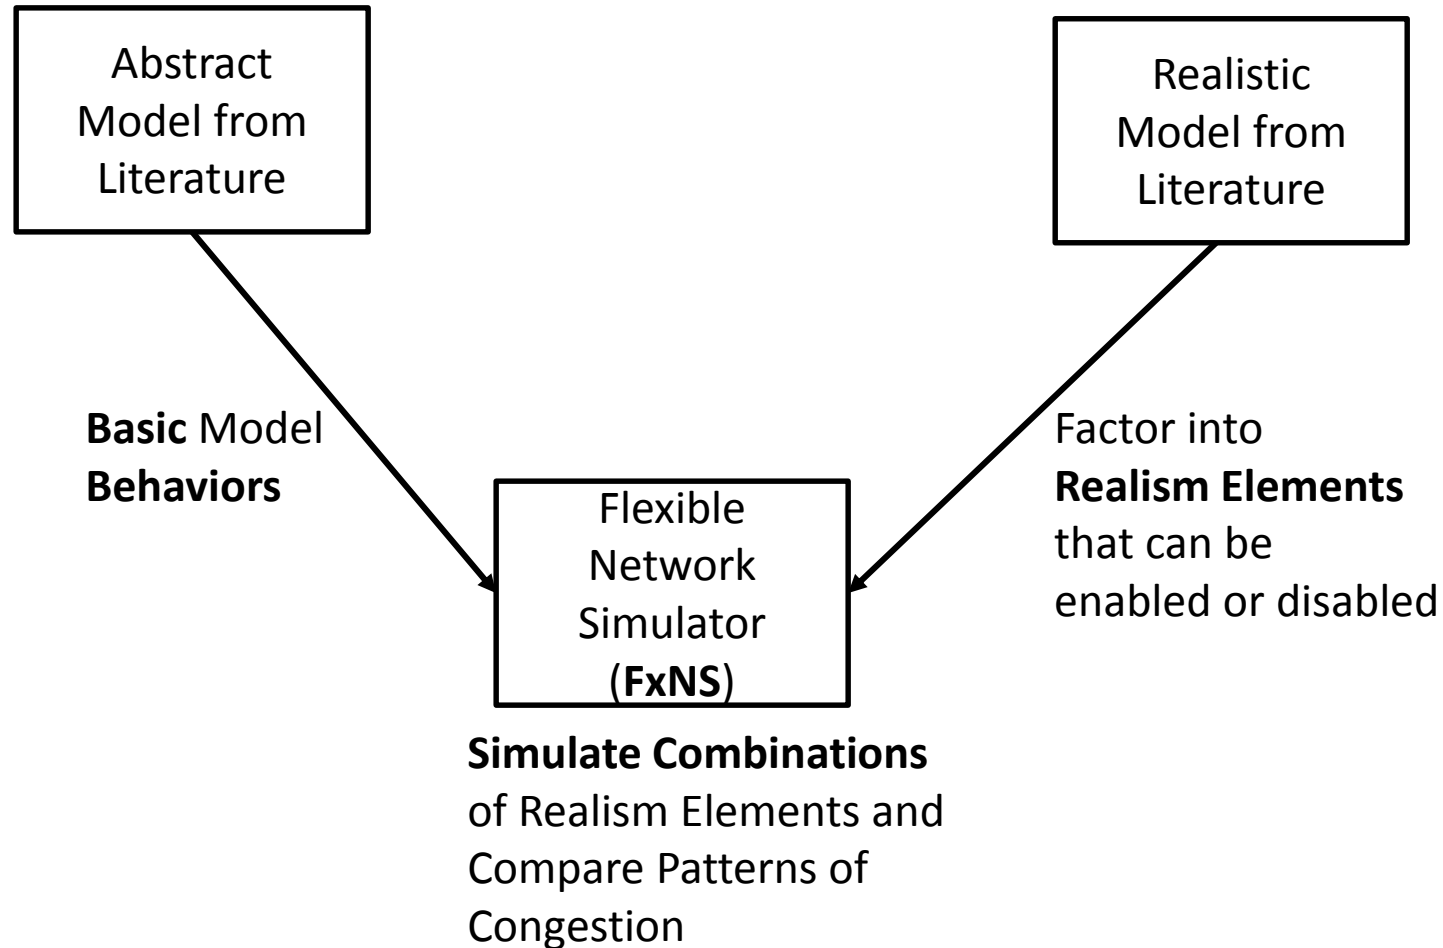 Abstract
Model from
Literature
Realistic
Model from
Literature
Basic Model
Behaviors
Factor into
Realism Elements
that can be
enabled or disabled
Flexible
Network
Simulator
(FxNS)
Simulate Combinations
of Realism Elements and
Compare Patterns of
Congestion